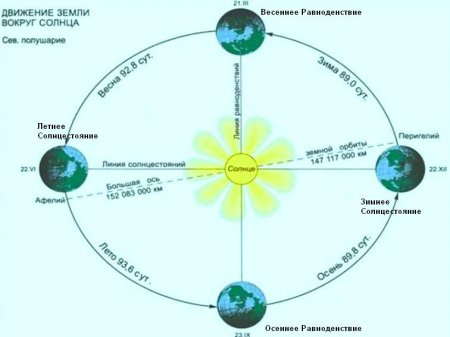 ДВИЖЕНИЕ ЗЕМЛИ
ВОКРУГ СОЛНЦА
Сев. полушарие
21.III
Весеннее Равноденствие
Весна 92,8 сут.
Зима 89,0 сут.
Линия равноденствий
Летнее
Солнцестояние
Перигелий
земной орбиты
147 117 000 км
22.VI
Линия солнцестояний
Солнце
22.XII
Большая ось
152 083 000 км
Афелий
Зимнее
Солнцестояние
Лето 93,6 сут.
Осень 89,8 сут.
Осеннее Равноденствие
23.IX